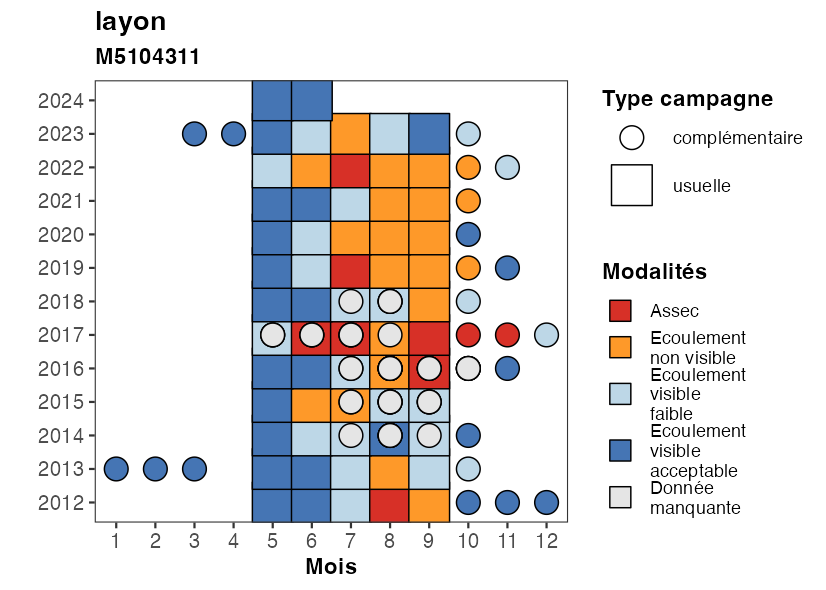 layon
M5104311
2024
2023
2022
2021
2020
2019
2018
2017
2016
2015
2014
2013
2012
1 2 3 4 5 6 7 8 9 10 11 12
Mois
Type campagne
complémentaire
usuelle
Modalités
Assec
Ecoulement
non visible
Ecoulement
visible
faible
Ecoulement
visible
acceptable
Donnée
manquante